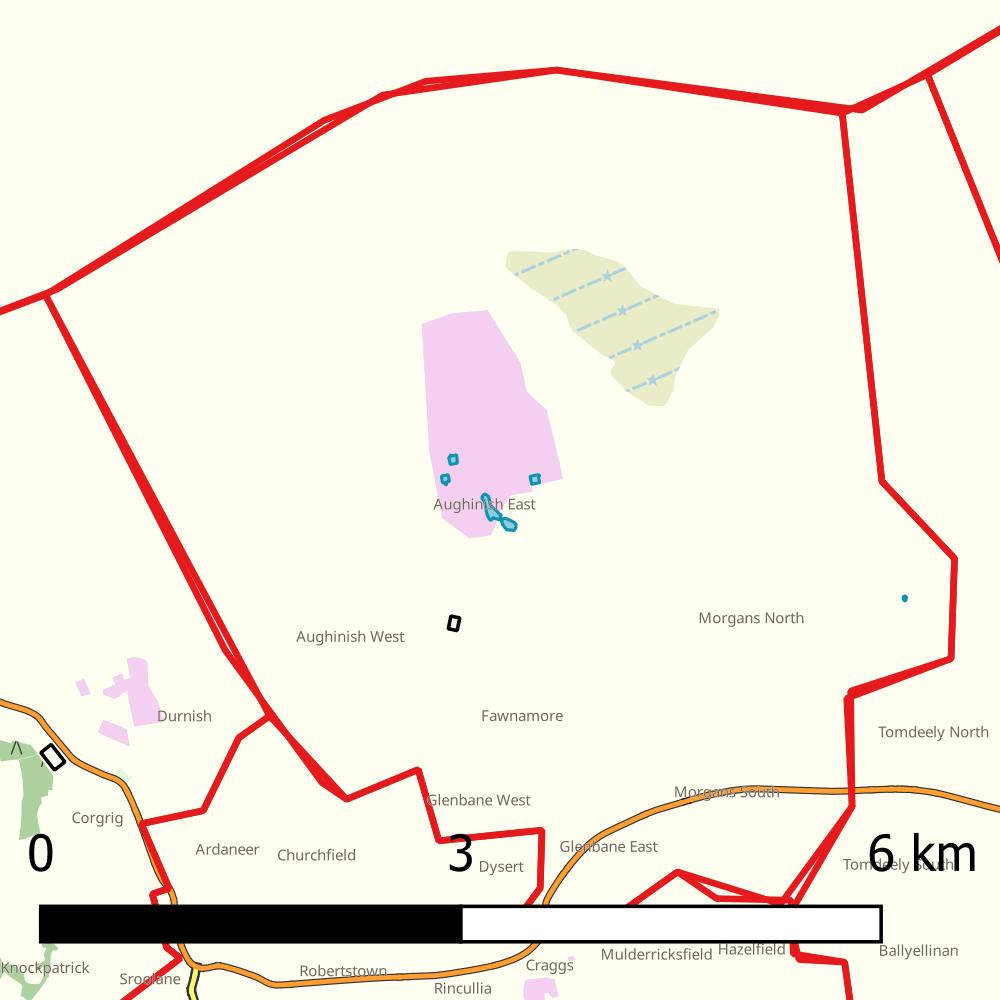 Aughinish East
Morgans North
Aughinish West
Durnish
Fawnamore
Tomdeely North
Morgans South
Glenbane West
Corgrig
Glenbane East
Ardaneer
Churchfield
0
3
6 km
Dysert
Tomdeely South
Mulderricksfield
Hazelfield
Ballyellinan
Craggs
Knockpatrick
Robertstown
Sroolane
Rincullia